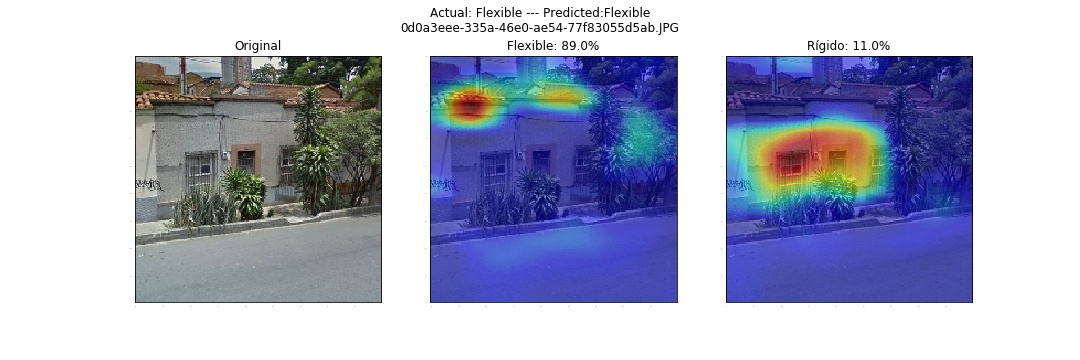 Actual: Flexible --- Predicted:Flexible
0d0a3eee-335a-46e0-ae54-77f83055d5ab.JPG
Original
Flexible: 89.0%
Rígido: 11.0%